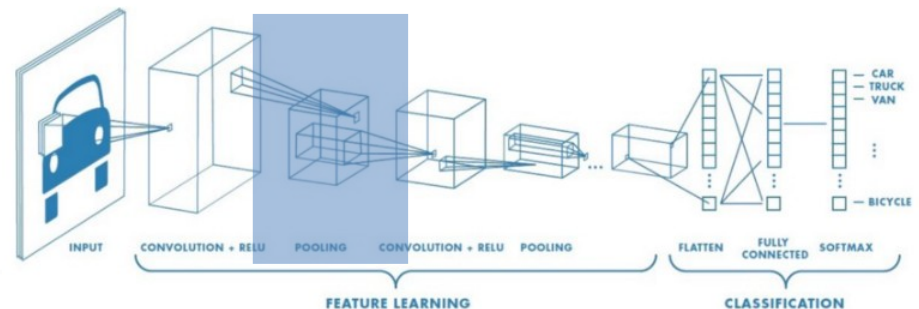 CAR
TRUCK
VAN
BICYCLE
INPUT
CONVOLUTION + RELU
POOLING
CONVOLUTION + RELU
POOLING
FLATTEN
FULLY
CONNECTED
SOFTMAX
FEATURE LEARNING
CLASSIFICATION